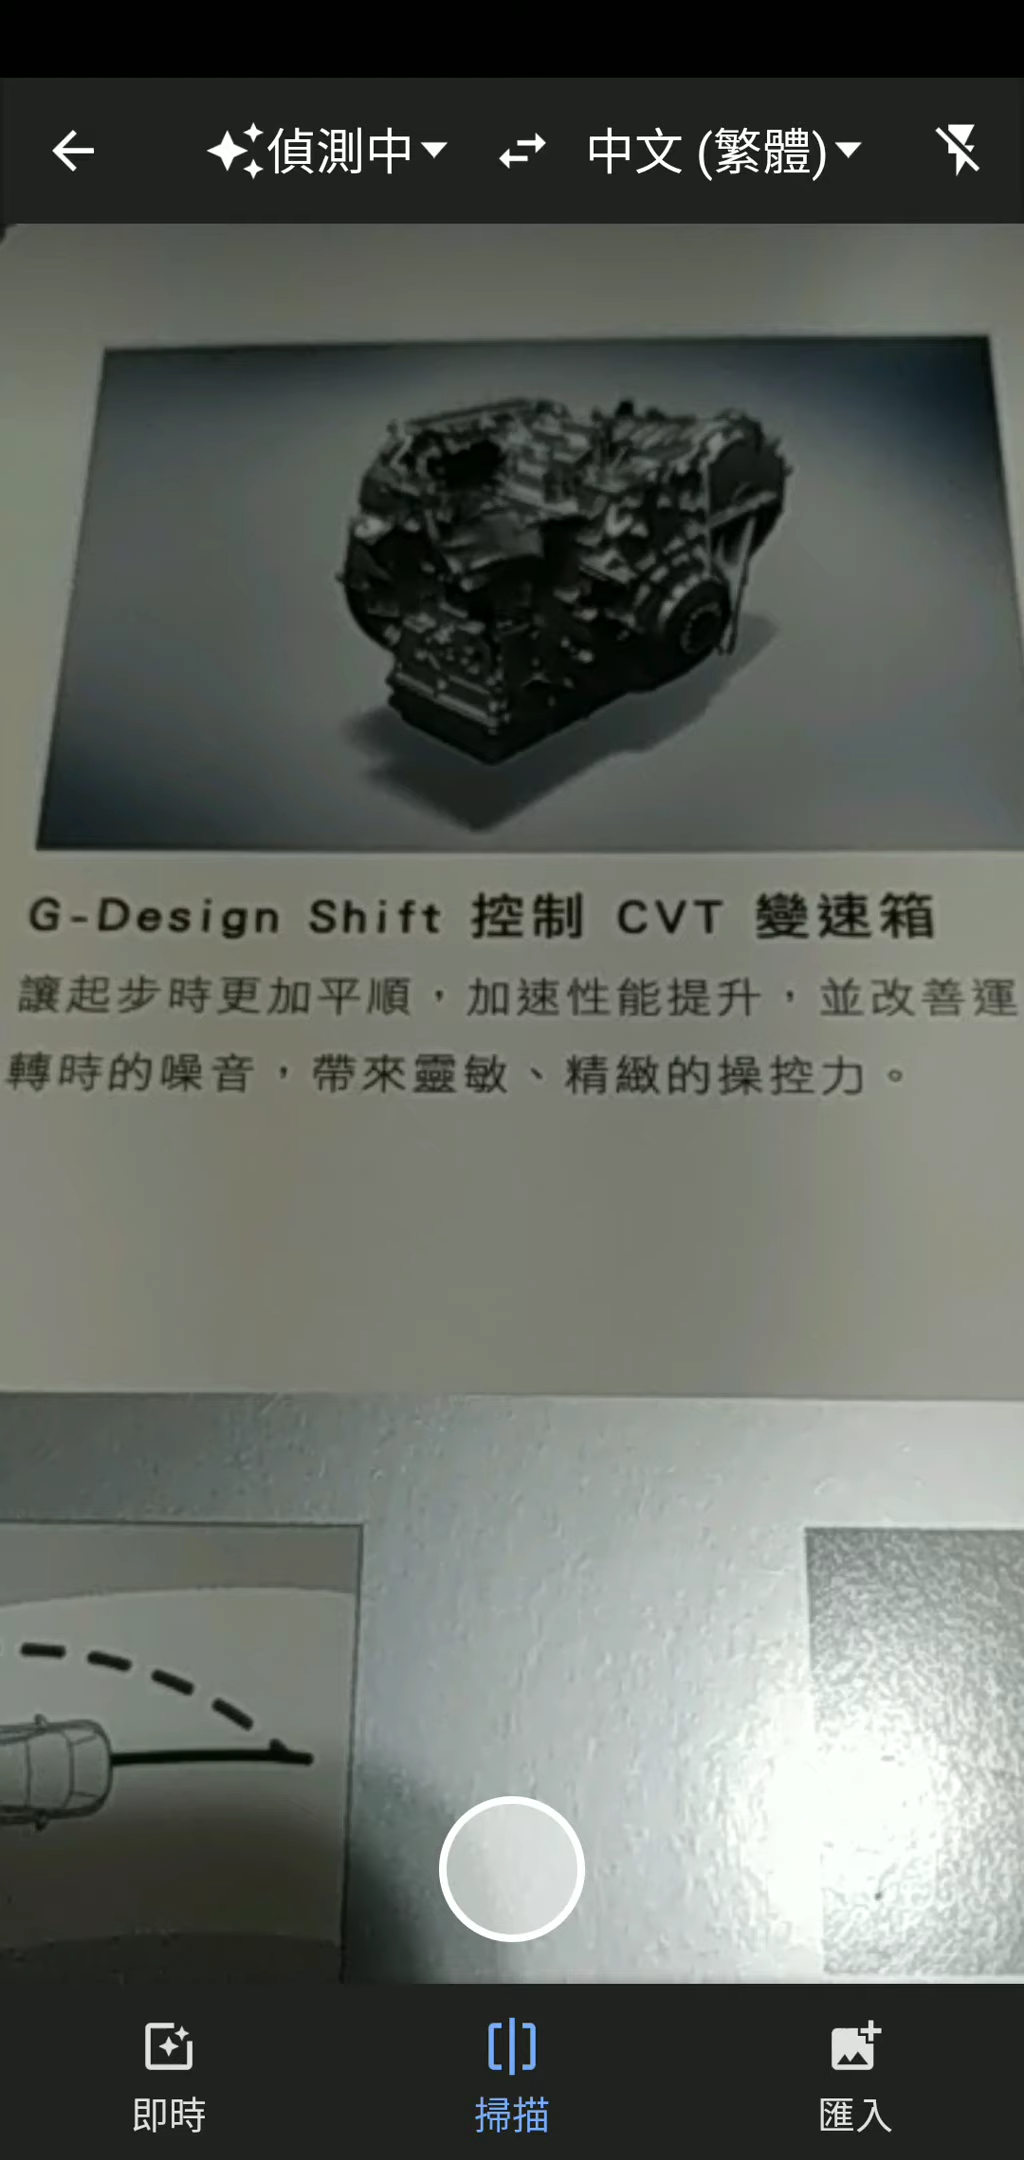 偵測中
中文 (繁體)
G-Design Shift 控制 CVT 變速箱
讓起步時更加平順,加速性能提升,並改善運
轉時的噪音,帶來靈敏、精緻的操控力。
即時
掃描
匯入